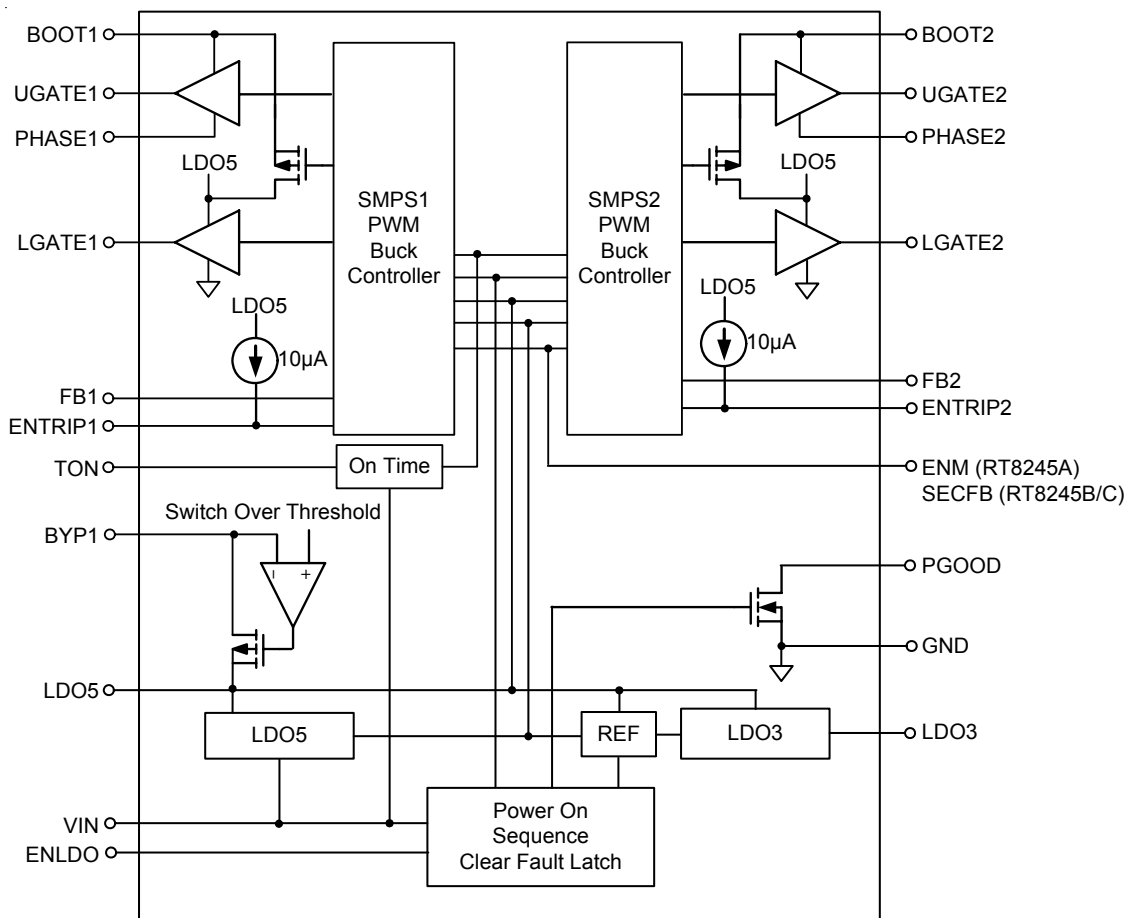 BOOT1
UGATE1
PHASE1
LDO5
LGATE1
LDO5
10µA
FB1
ENTRIP1
TON
On Time
Switch Over Threshold
BYP1
- +
LDO5
LDO5
VIN
ENLDO
SMPS1
PWM
Buck
Controller
SMPS2
PWM
Buck
Controller
REF
LDO3
Power On
Sequence
Clear Fault Latch
BOOT2
UGATE2
PHASE2
LDO5
LGATE2
LDO5
10µA
FB2
ENTRIP2
ENM (RT8245A)
SECFB (RT8245B/C)
PGOOD
GND
LDO3